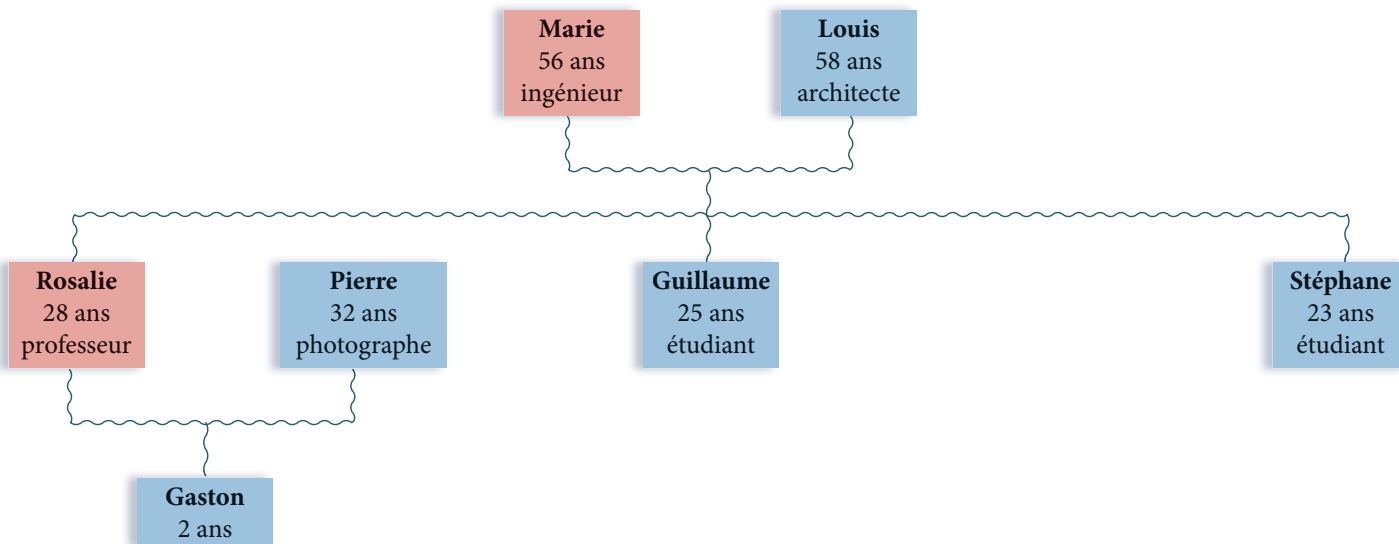 Marie
56 ans
ingénieur
Louis
58 ans
architecte
Rosalie
28 ans
professeur
Pierre
32 ans
photographe
Guillaume
25 ans
étudiant
Stéphane
23 ans
étudiant
Gaston
2 ans